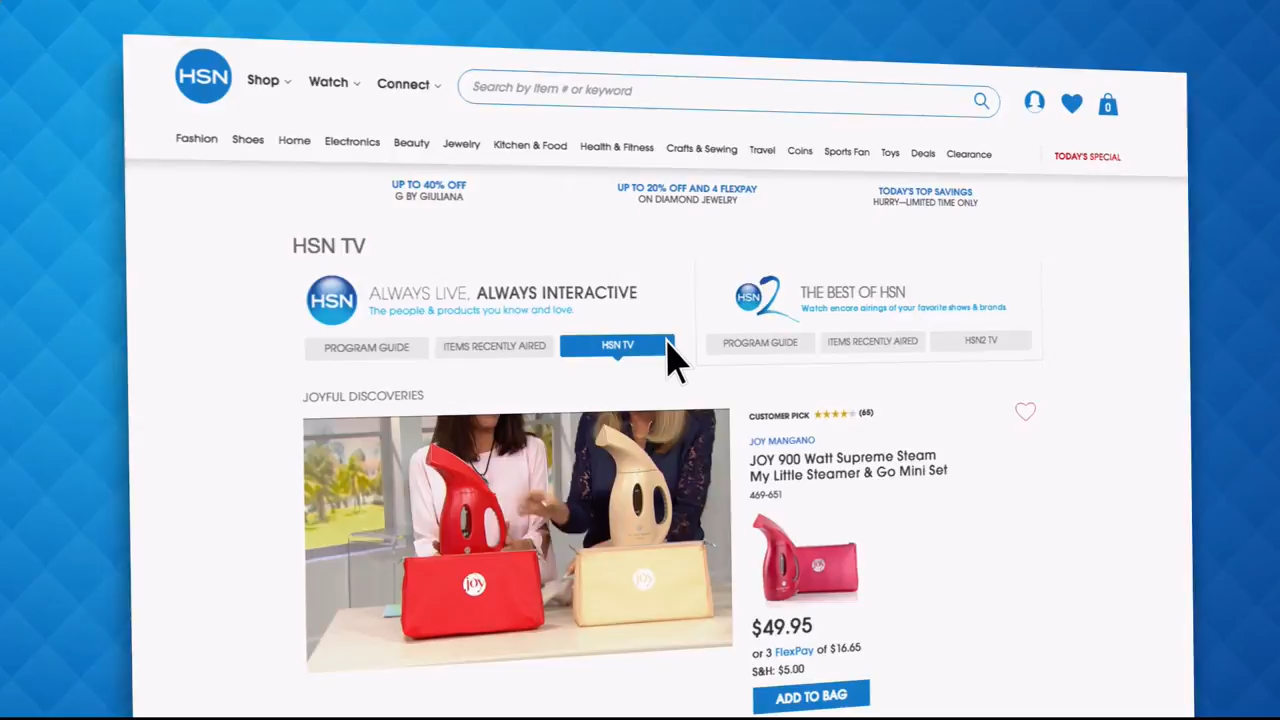 HSN
Shop
Watch
Connect
Search by item # or keyword
0
Fashion
Shoes
Home
Electronics
Beauty
Jewelry
Kitchen & Food
Health & Fitness
Crafts & Sewing
Travel
Coins
Sports Fan
Toys
Deals
Clearance
TODAY'S SPECIAL
UP TO 40% OFF
G BY GIULIANA
UP TO 20% OFF AND 4 FLEXPAY
ON DIAMOND JEWELRY
TODAY'S TOP SAVINGS
HURRY—LIMITED TIME ONLY
HSN TV
HSN
ALWAYS LIVE, ALWAYS INTERACTIVE
The people & products you know and love.
PROGRAM GUIDE
ITEMS RECENTLY AIRED
HSN TV
HSN 2
THE BEST OF HSN
Watch encore airings of your favorite shows & brands
PROGRAM GUIDE
ITEMS RECENTLY AIRED
HSN2 TV
JOYFUL DISCOVERIES
JOY
JOY
CUSTOMER PICK (65)
JOY MANGANO
JOY 900 Watt Supreme Steam
My Little Steamer & Go Mini Set
469-651
JOY
$49.95
or 3 FlexPay of $16.65
S&H: $5.00
ADD TO BAG